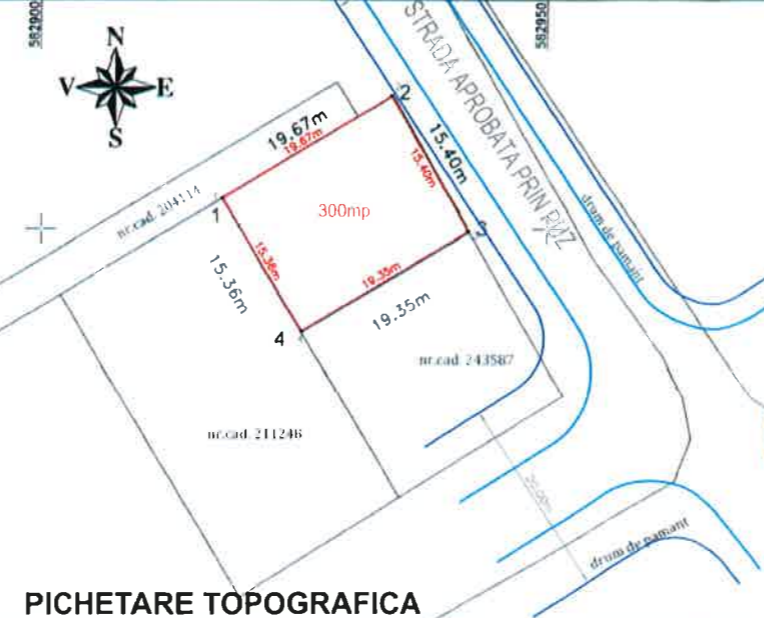 582900
582950
N
V
E
S
STRADA APROBATA PRIN PUZ
2
19.67m
19.67m
15.40m
15.40m
nr.cad. 204114
1
300mp
drum de pamant
3
15.36m
15.36m
19.35m
19.35m
4
nr.cad. 243587
nr.cad. 211246
20.00m
drum de pamant
PICHETARE TOPOGRAFICA